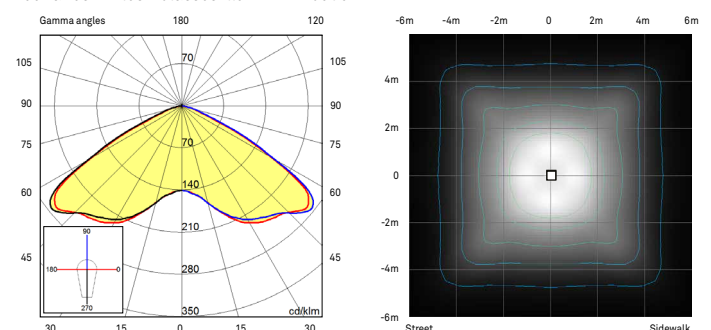 Gamma angles 180 120
105 105
90 90
75 75
60 60
45 45
30 15 0 15 30
70
0
70
140
210
280
350
cd/klm
90
180 0
270
-6m -4m -2m 0 2m 4m 6m
4m
2m
0
-2m
-4m
-6m
Street Sidewalk